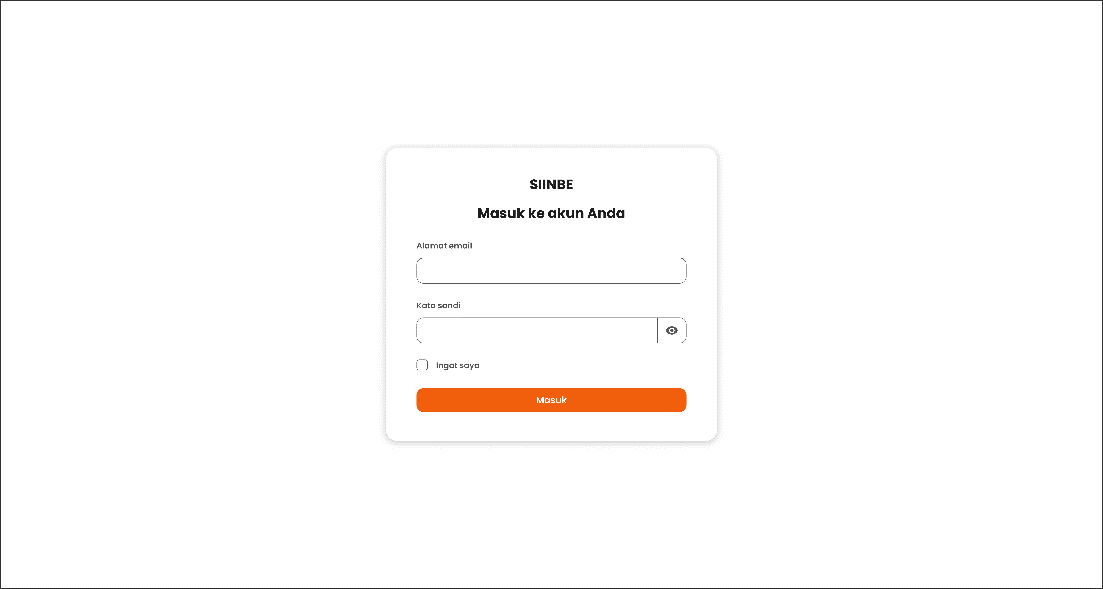 SIINBE
Masuk ke akun Anda
Alamat email
Kata sandi
Ingat saya
Masuk